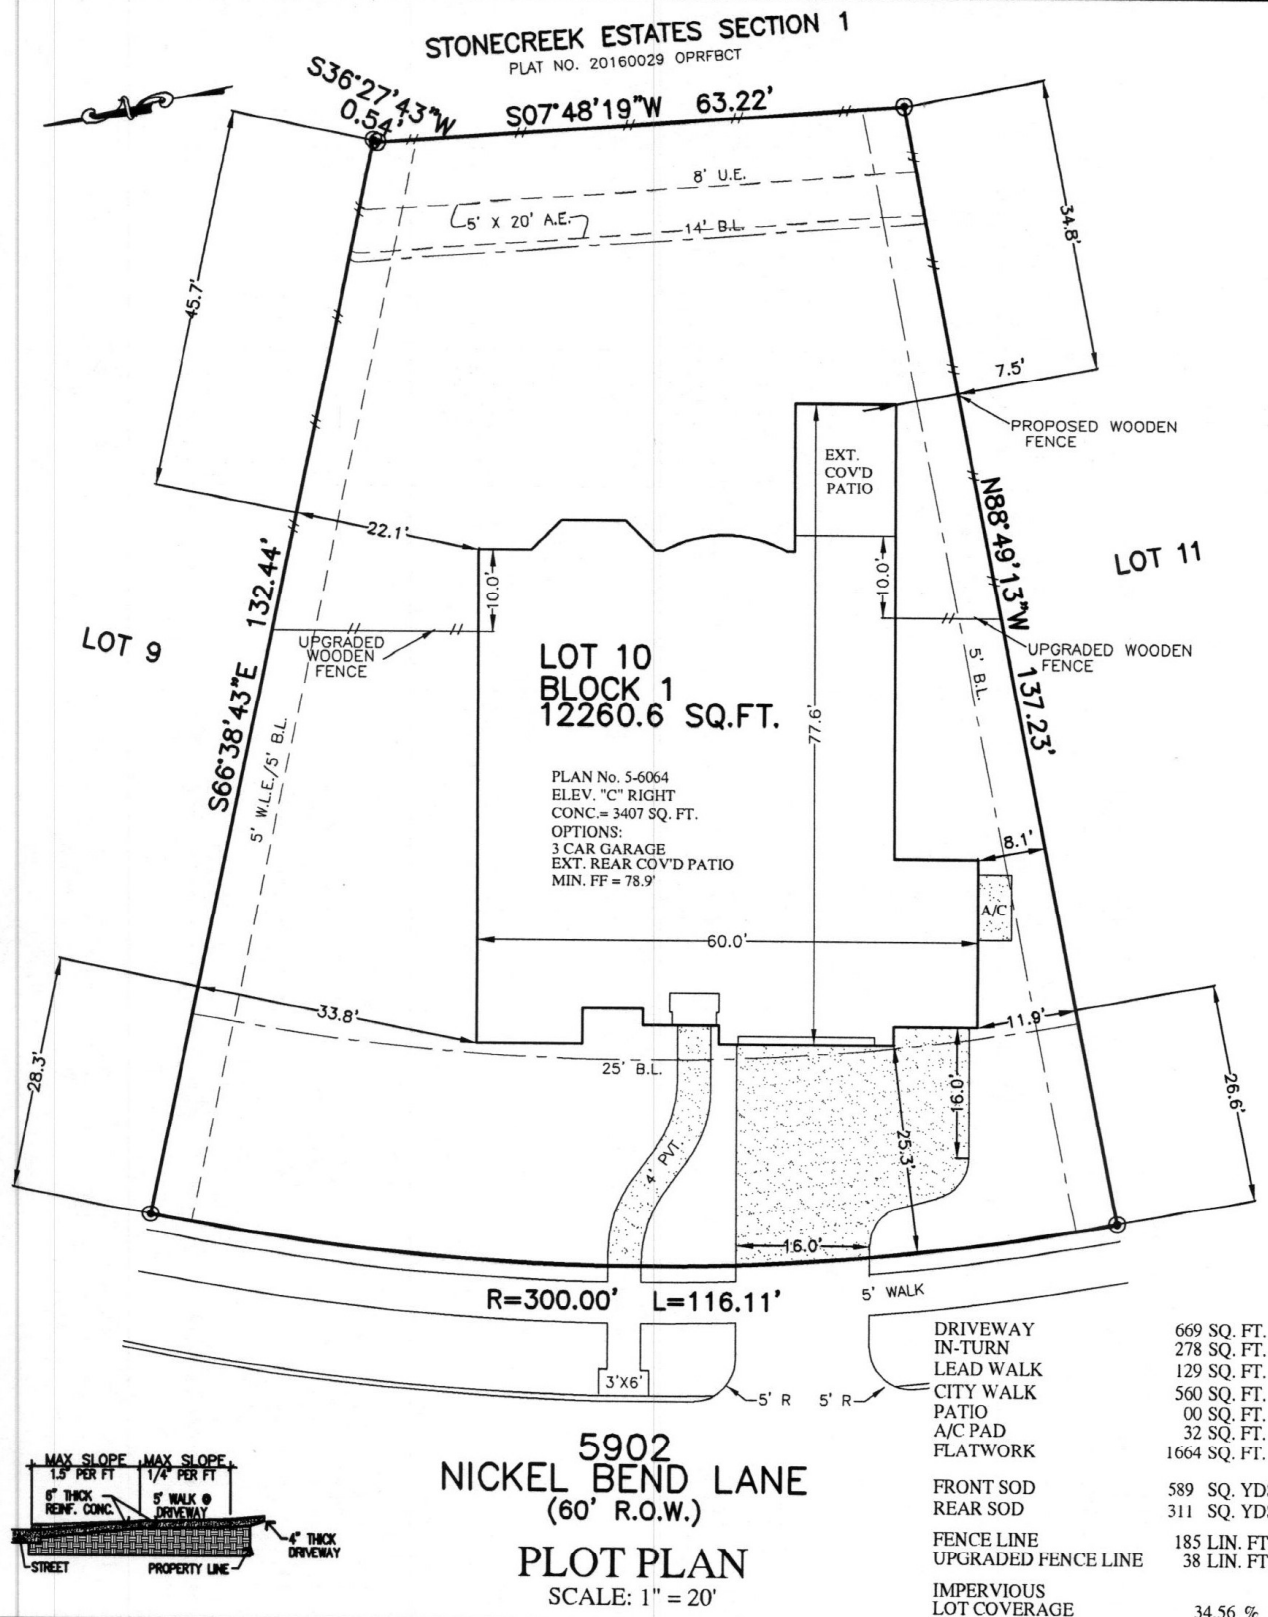 STONECREEK ESTATES SECTION 1
PLAT NO. 20160029 OPRFBCT
S36°27'43"W
0.54'
S07°48'19"W 63.22'
8' U.E.
5' X 20' A.E.
14' B.L.
34.8'
45.7'
7.5'
PROPOSED WOODEN
FENCE
EXT.
COV'D
PATIO
22.1'
N88°49'13"W 137.23'
LOT 11
10.0'
10.0'
S66°38'43"E 132.44'
LOT 9
UPGRADED
WOODEN
FENCE
UPGRADED WOODEN
FENCE
LOT 10
BLOCK 1
12260.6 SQ.FT.
5' B.L.
77.6'
5' W.L.E./5' B.L.
PLAN No. 5-6064
ELEV. "C" RIGHT
CONC.= 3407 SQ. FT.
OPTIONS:
3 CAR GARAGE
EXT. REAR COV'D PATIO
MIN. FF = 78.9'
8.1'
A/C
60.0'
33.8'
11.9'
28.3'
25' B.L.
16.0'
26.6'
25.3'
4' PVT
16.0'
5' WALK
R=300.00' L=116.11'
3'X6'
5' R 5' R
DRIVEWAY 669 SQ. FT.
IN-TURN 278 SQ. FT.
LEAD WALK 129 SQ. FT.
CITY WALK 560 SQ. FT.
PATIO 00 SQ. FT.
A/C PAD 32 SQ. FT.
FLATWORK 1664 SQ. FT.
FRONT SOD 589 SQ. YDS
REAR SOD 311 SQ. YDS
FENCE LINE 185 LIN. FT
UPGRADED FENCE LINE 38 LIN. FT
IMPERVIOUS
LOT COVERAGE 34.56 %
5902
NICKEL BEND LANE
(60' R.O.W.)
PLOT PLAN
SCALE: 1" = 20'
MAX SLOPE MAX SLOPE
1.5" PER FT 1/4" PER FT
6" THICK
REINF. CONC.
5' WALK @
DRIVEWAY
4" THICK
DRIVEWAY
STREET PROPERTY LINE